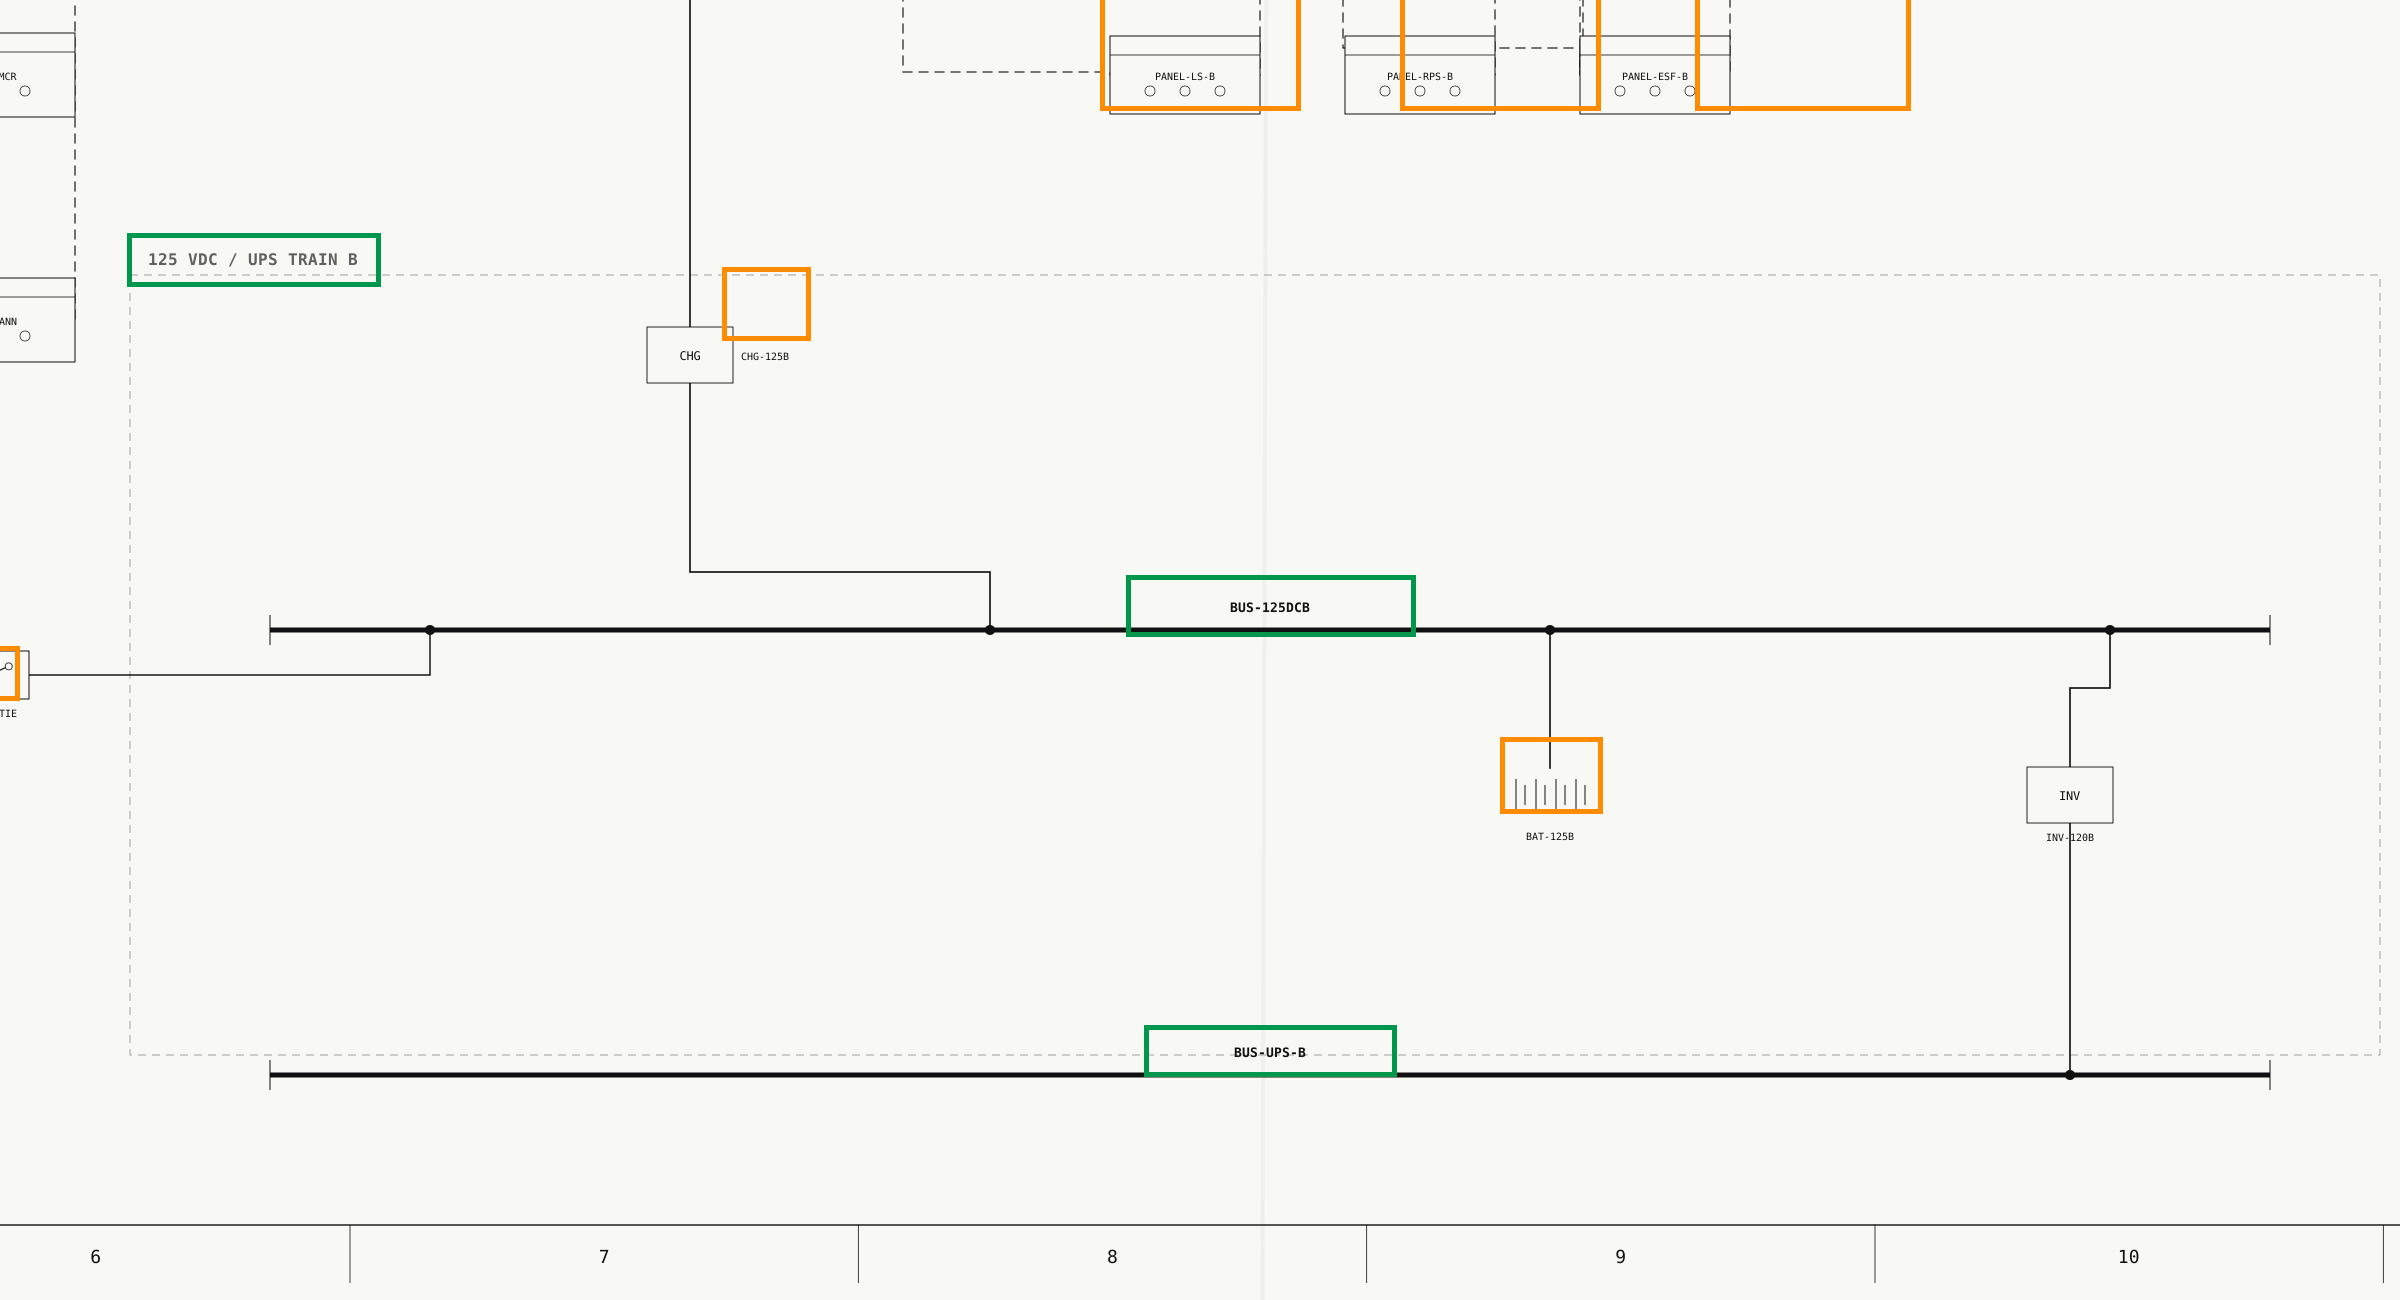 MCR
PANEL-LS-B
PANEL-RPS-B
PANEL-ESF-B
125 VDC / UPS TRAIN B
ANN
CHG
CHG-125B
BUS-125DCB
TIE
BAT-125B
INV
INV-120B
BUS-UPS-B
6
7
8
9
10